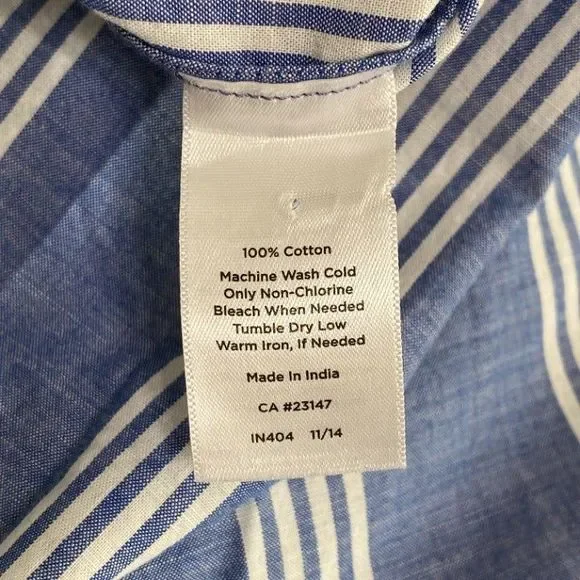 100% Cotton
Machine Wash Cold
Only Non-Chlorine
Bleach When Needed
Tumble Dry Low
Warm Iron, If Needed
Made In India
CA #23147
IN404 11/14